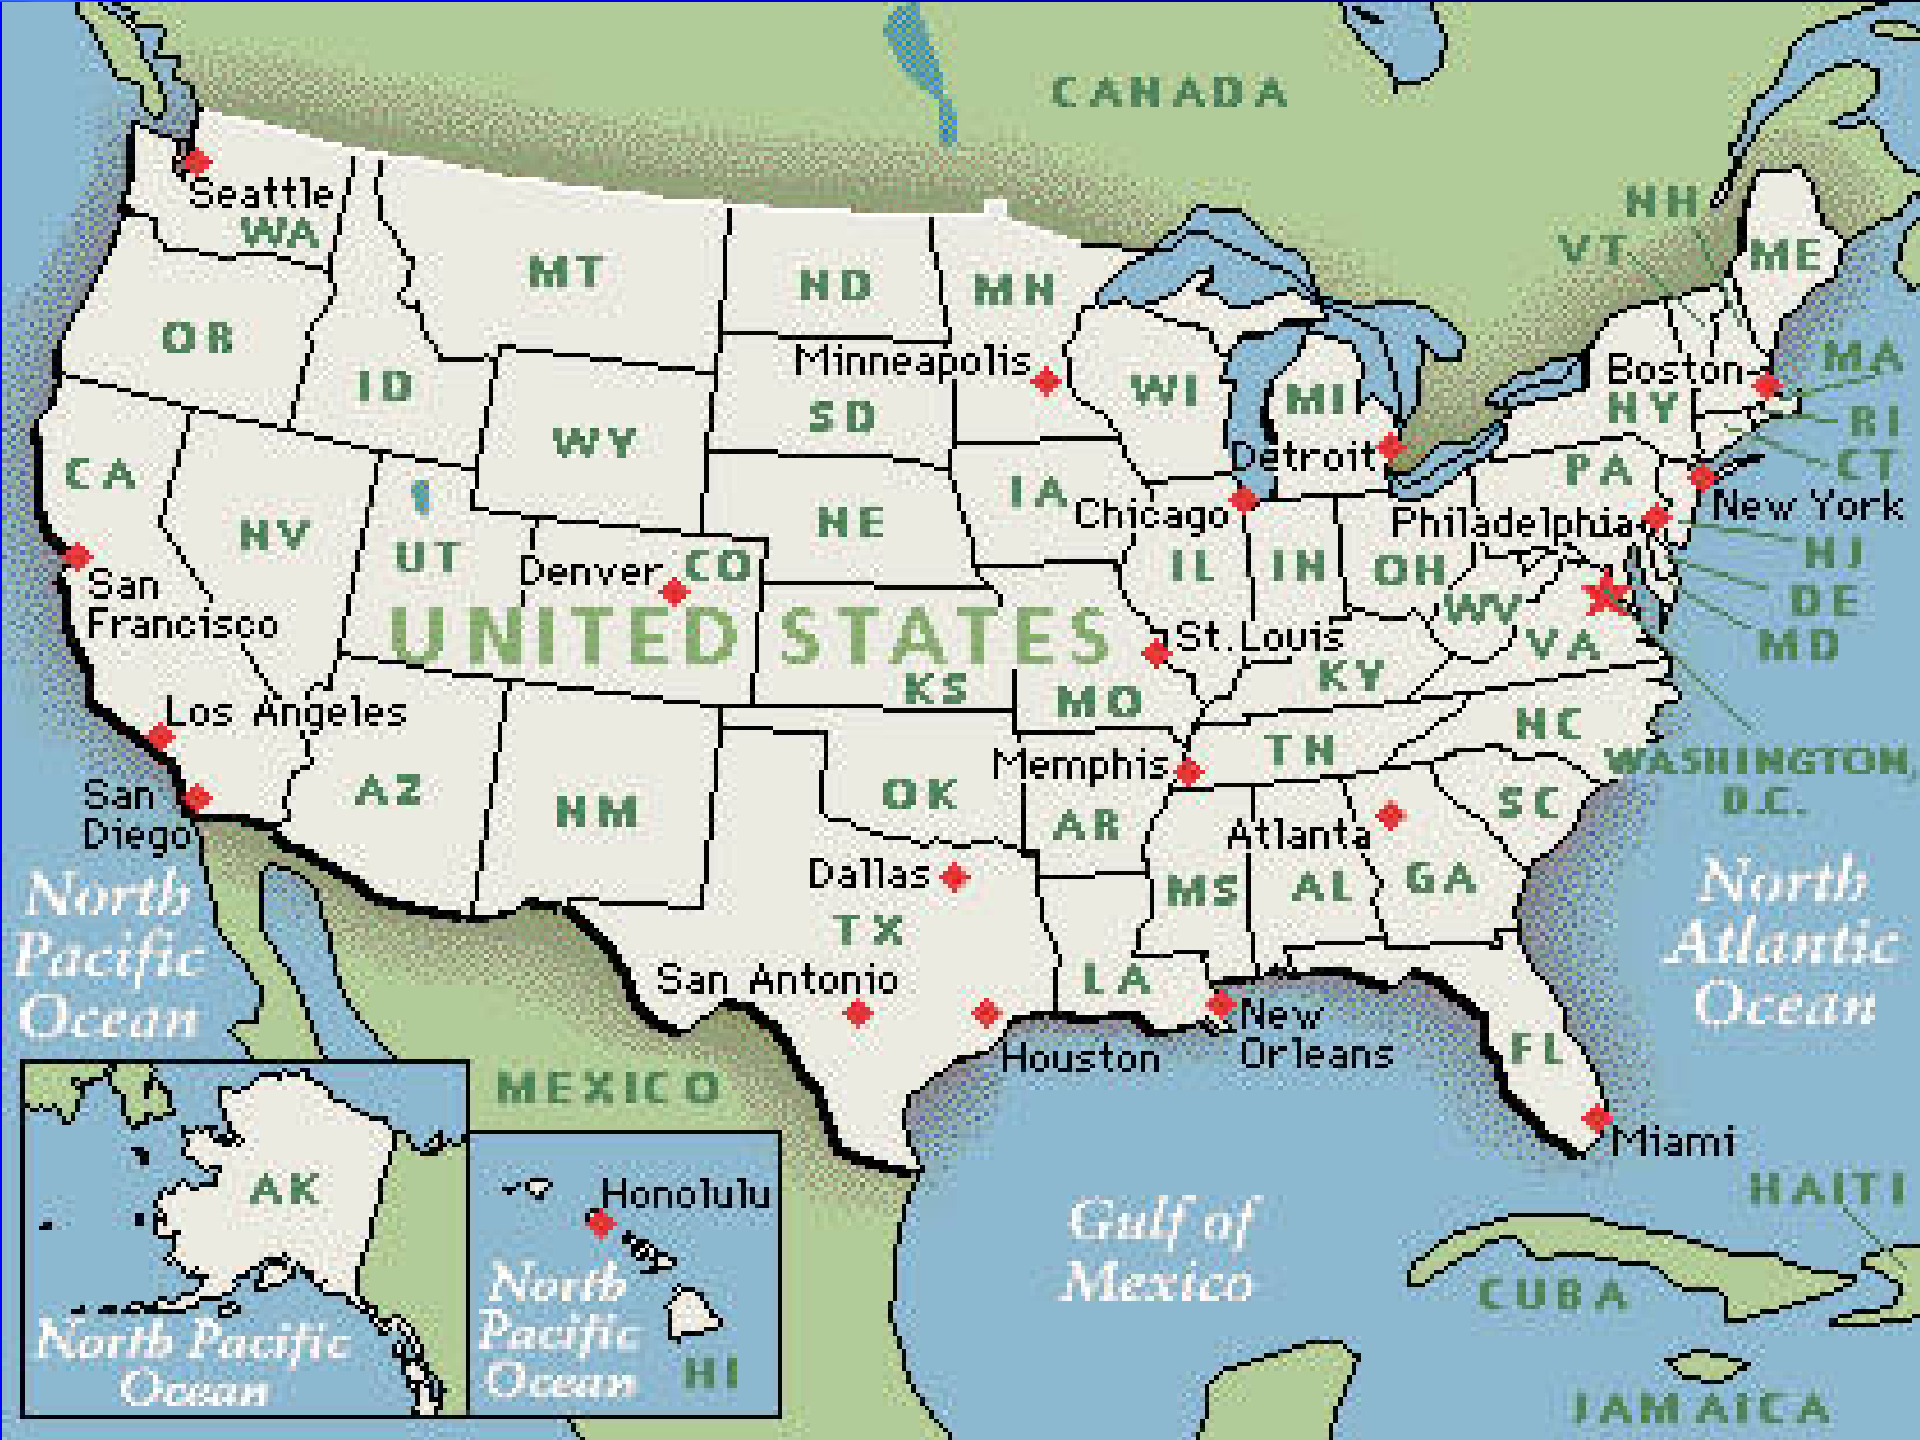 CANADA
NH
VT
ME
Seattle
WA
MT
ND
MN
OR
ID
Minneapolis
WI
MI
Boston
MA
NY
RI
SD
WY
CA
Detroit
PA
CT
IA
Chicago
New York
NV
NE
Philadelphia
UT
CO
Denver
IL
IN
OH
NJ
San
Francisco
WV
DE
UNITED STATES
St. Louis
VA
MD
KS
MO
KY
Los Angeles
NC
TN
Memphis
WASHINGTON,
D.C.
AZ
NM
OK
AR
SC
San
Diego
Atlanta
Dallas
MS
AL
GA
TX
North
Pacific
Ocean
North
Atlantic
Ocean
San Antonio
LA
New
Orleans
Houston
FL
MEXICO
Miami
AK
Honolulu
HAITI
Gulf of
Mexico
North
Pacific
Ocean
CUBA
North Pacific
Ocean
HI
JAMAICA